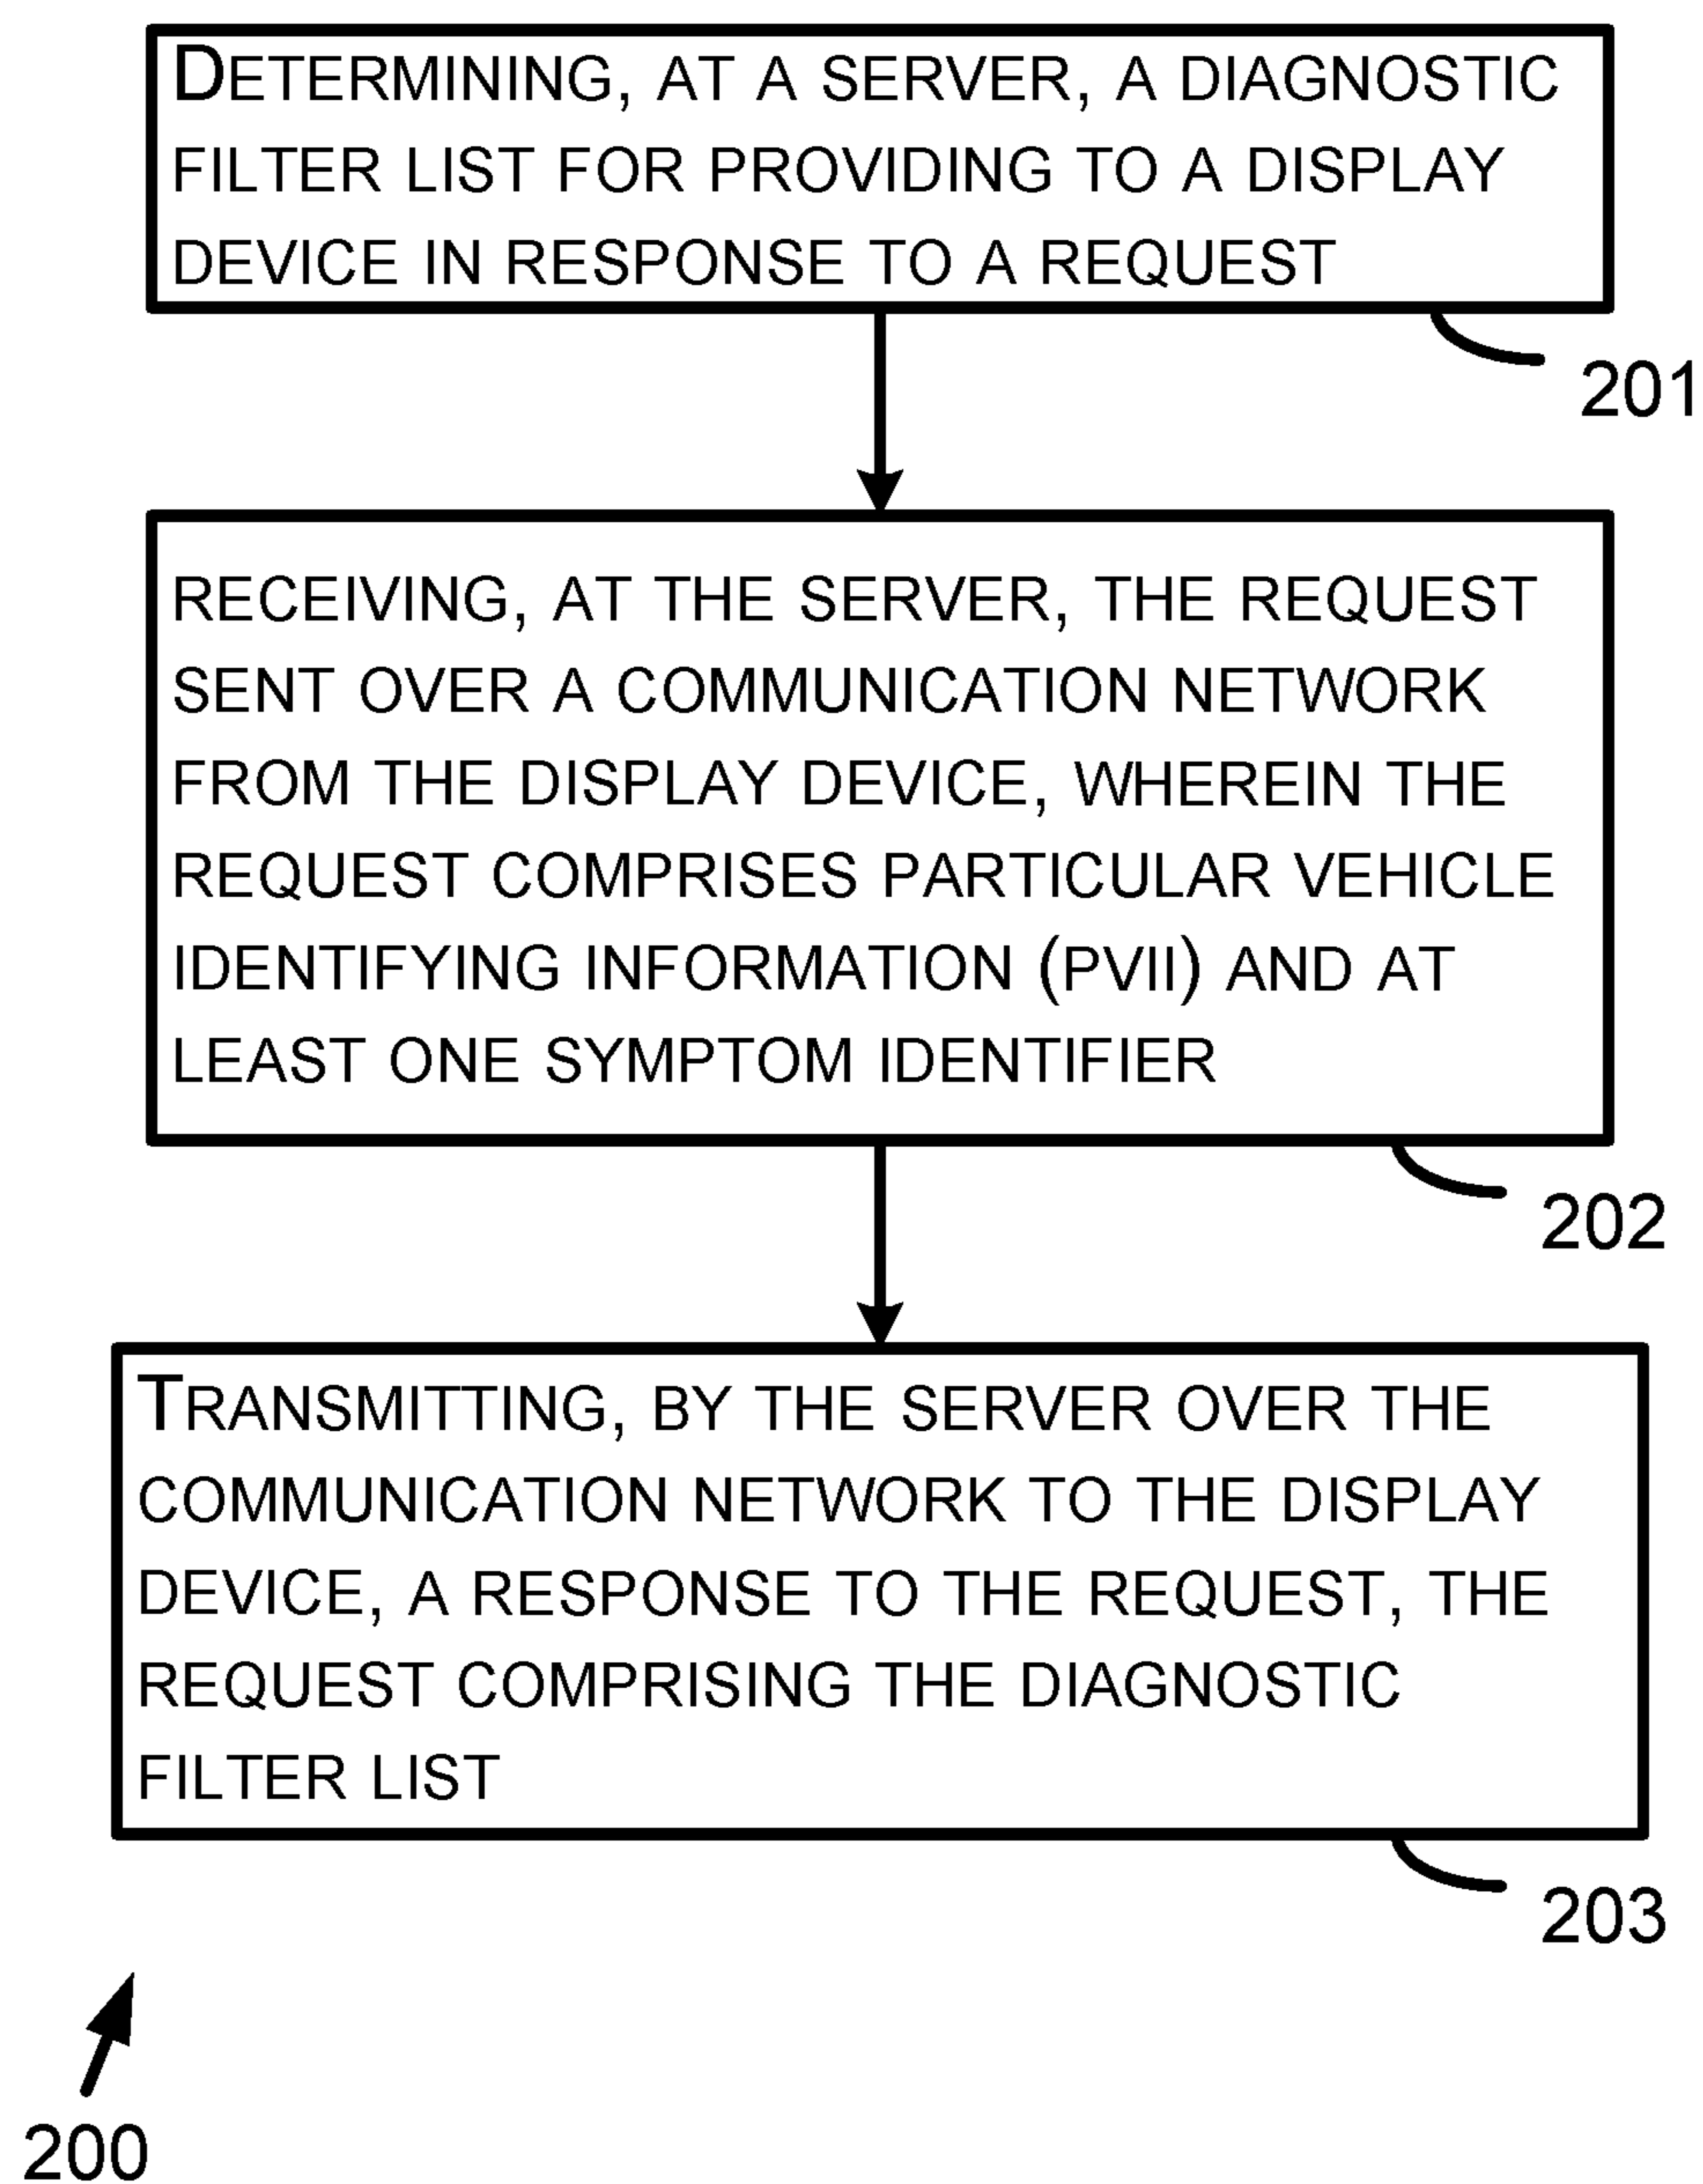 DETERMINING, AT A SERVER, A DIAGNOSTIC
FILTER LIST FOR PROVIDING TO A DISPLAY
DEVICE IN RESPONSE TO A REQUEST
201
RECEIVING, AT THE SERVER, THE REQUEST
SENT OVER A COMMUNICATION NETWORK
FROM THE DISPLAY DEVICE, WHEREIN THE
REQUEST COMPRISES PARTICULAR VEHICLE
IDENTIFYING INFORMATION (PVII) AND AT
LEAST ONE SYMPTOM IDENTIFIER
202
TRANSMITTING, BY THE SERVER OVER THE
COMMUNICATION NETWORK TO THE DISPLAY
DEVICE, A RESPONSE TO THE REQUEST, THE
REQUEST COMPRISING THE DIAGNOSTIC
FILTER LIST
203
200